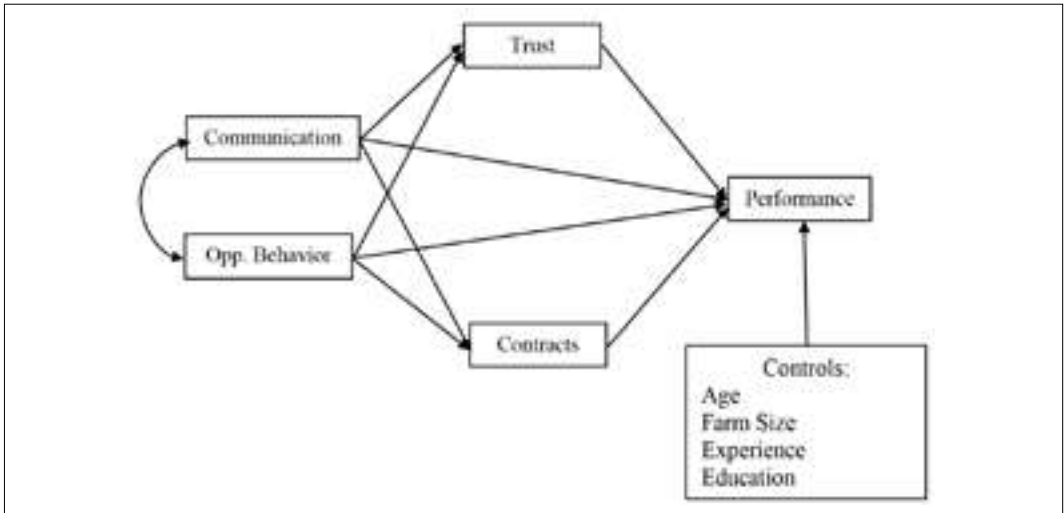 Trust
Communication
Performance
Opp. Behavior
Contracts
Controls:
Age
Farm Size
Experience
Education